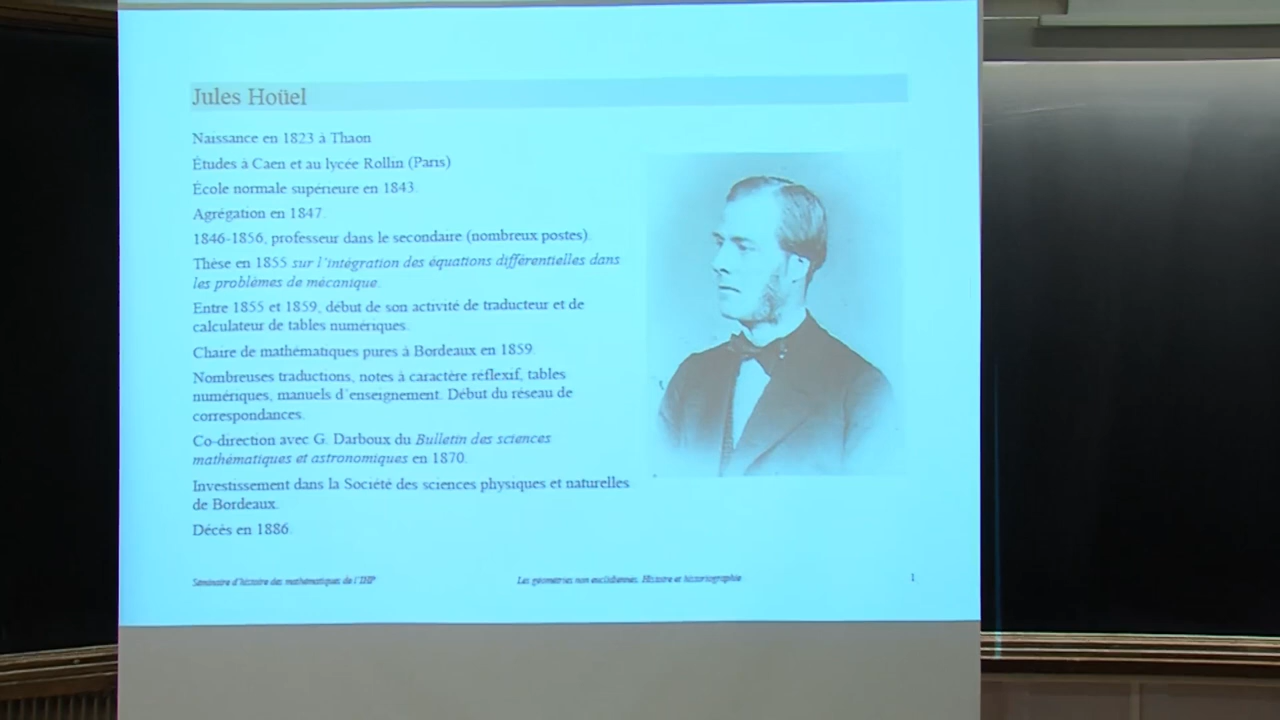 Jules Hoüel
Naissance en 1823 à Thaon
Études à Caen et au lycée Rollin (Paris)
École normale supérieure en 1843.
Agrégation en 1847.
1846-1856, professeur dans le secondaire (nombreux postes).
Thèse en 1855 sur l'intégration des équations différentielles dans
les problèmes de mécanique.
Entre 1855 et 1859, début de son activité de traducteur et de
calculateur de tables numériques.
Chaire de mathématiques pures à Bordeaux en 1859.
Nombreuses traductions, notes à caractère réflexif, tables
numériques, manuels d'enseignement. Début du réseau de
correspondances.
Co-direction avec G. Darboux du Bulletin des sciences
mathématiques et astronomiques en 1870.
Investissement dans la Société des sciences physiques et naturelles
de Bordeaux.
Décès en 1886.
Séminaire d'histoire des mathématiques de l'IHP
Les géométries non euclidiennes. Histoire et historiographie
1